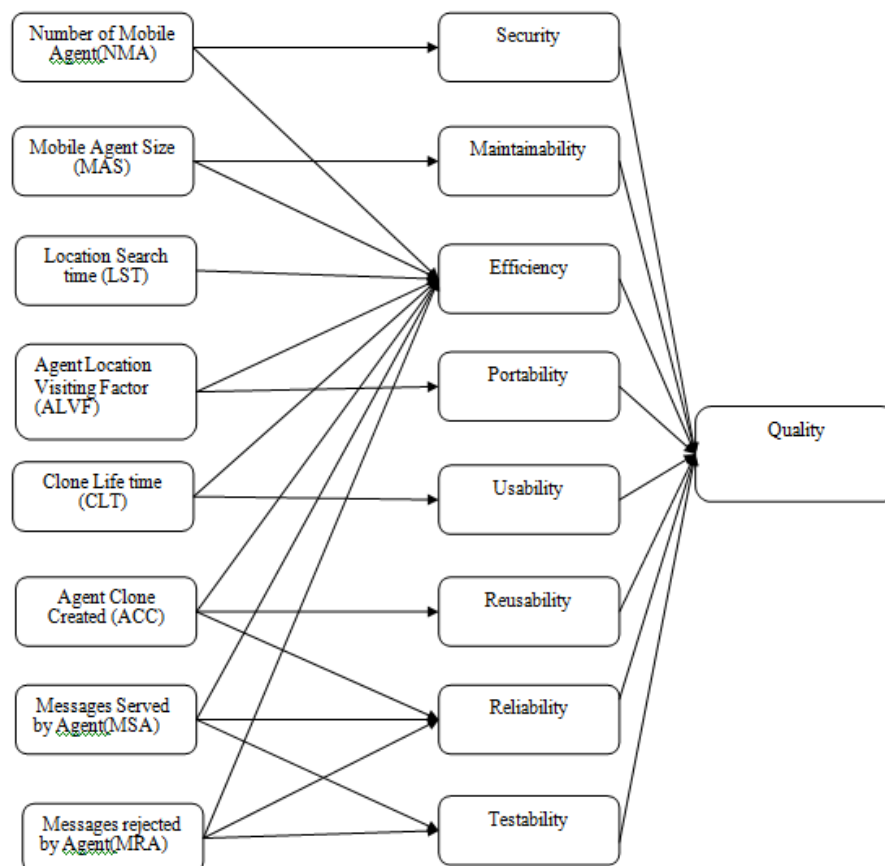 Number of Mobile
Agent(NMA)
Security
Mobile Agent Size
(MAS)
Maintainability
Location Search
time (LST)
Efficiency
Agent Location
Visiting Factor
(ALVF)
Portability
Quality
Clone Life time
(CLT)
Usability
Agent Clone
Created (ACC)
Reusability
Messages Served
by Agent(MSA)
Reliability
Messages rejected
by Agent(MRA)
Testability